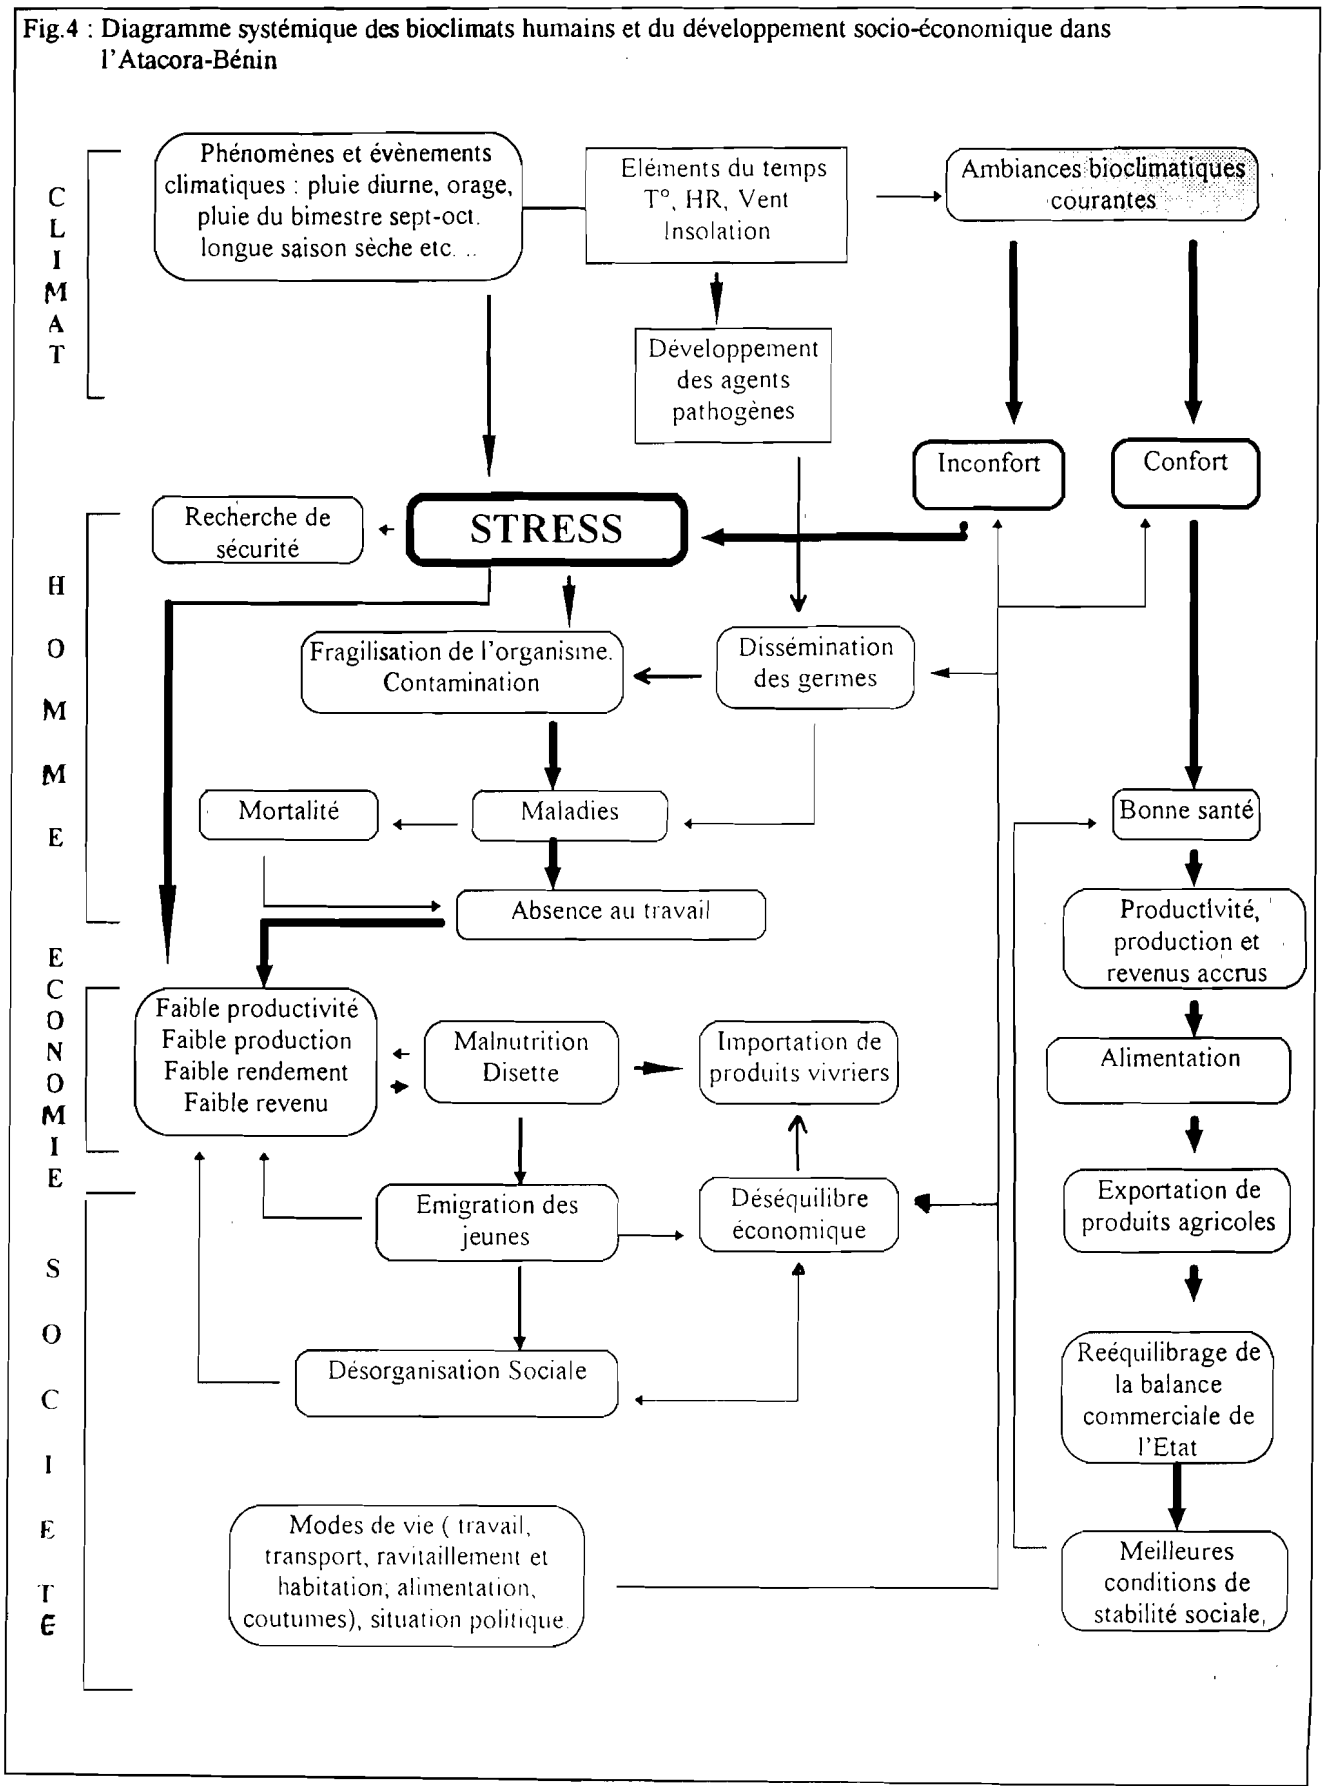 Fig.4 : Diagramme systémique des bioclimats humains et du développement socio-économique dans
l'Atacora-Bénin
CLIMAT
Phénomènes et évènements
climatiques : pluie diurne, orage,
pluie du bimestre sept-oct.
longue saison sèche etc. ..
Eléments du temps
T°, HR, Vent
Insolation
Ambiances bioclimatiques
courantes
Développement
des agents
pathogènes
Inconfort
Confort
HOMME
Recherche de
sécurité
STRESS
Fragilisation de l'organisme.
Contamination
Dissémination
des germes
Mortalité
Maladies
Bonne santé
Absence au travail
Productivité,
production et
revenus accrus
ECONOMIE
Faible productivité
Faible production
Faible rendement
Faible revenu
Malnutrition
Disette
Importation de
produits vivriers
Alimentation
SOCIETE
Emigration des
jeunes
Déséquilibre
économique
Exportation de
produits agricoles
Désorganisation Sociale
Reéquilibrage de
la balance
commerciale de
l'Etat
Modes de vie ( travail,
transport, ravitaillement et
habitation, alimentation,
coutumes), situation politique.
Meilleures
conditions de
stabilité sociale,